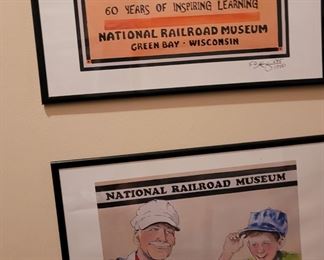 60 YEARS OF INSPIRING LEARNING
NATIONAL RAILROAD MUSEUM
GREEN BAY · WISCONSIN
NATIONAL RAILROAD MUSEUM